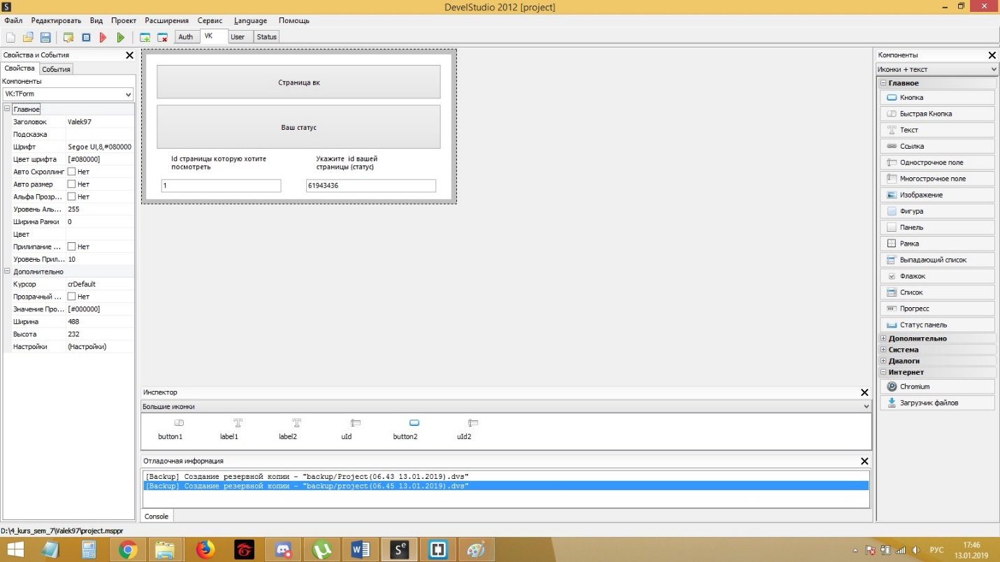 DevelStudio 2012 [project]
Файл Редактировать Вид Проект Расширения Сервис Language Помощь
Auth VK User Status
Свойства и События
Свойства События
Компоненты
VK:TForm
Главное
Заголовок Valek97
Подсказка
Шрифт Segoe UI,8,#080000
Цвет шрифта [#080000]
Авто Скроллинг Нет
Авто размер Нет
Альфа Прозр... Нет
Уровень Аль... 255
Ширина Рамки 0
Цвет
Прилипание ... Нет
Уровень Прил... 10
Дополнительно
Курсор crDefault
Прозрачный ... Нет
Значение Про... [#000000]
Ширина 488
Высота 232
Настройки (Настройки)
Страница вк
Ваш статус
Id страницы которую хотите
посмотреть
Укажите id вашей
страницы (статус)
1
61943436
Инспектор
Большие иконки
button1 label1 label2 uId button2 uId2
Отладочная информация
[Backup] Создание резервной копии - "backup/Project(06.43 13.01.2019).dvs"
[Backup] Создание резервной копии - "backup/project(06.45 13.01.2019).dvs"
Console
Компоненты
Иконки + текст
Главное
Кнопка
Быстрая Кнопка
Текст
Ссылка
Однострочное поле
Многострочное поле
Изображение
Фигура
Панель
Рамка
Выпадающий список
Флажок
Список
Прогресс
Статус панель
Дополнительно
Система
Диалоги
Интернет
Chromium
Загрузчик файлов
D:\4_kurs_sem_7\Valek97\project.msppr
РУС
17:46
13.01.2019